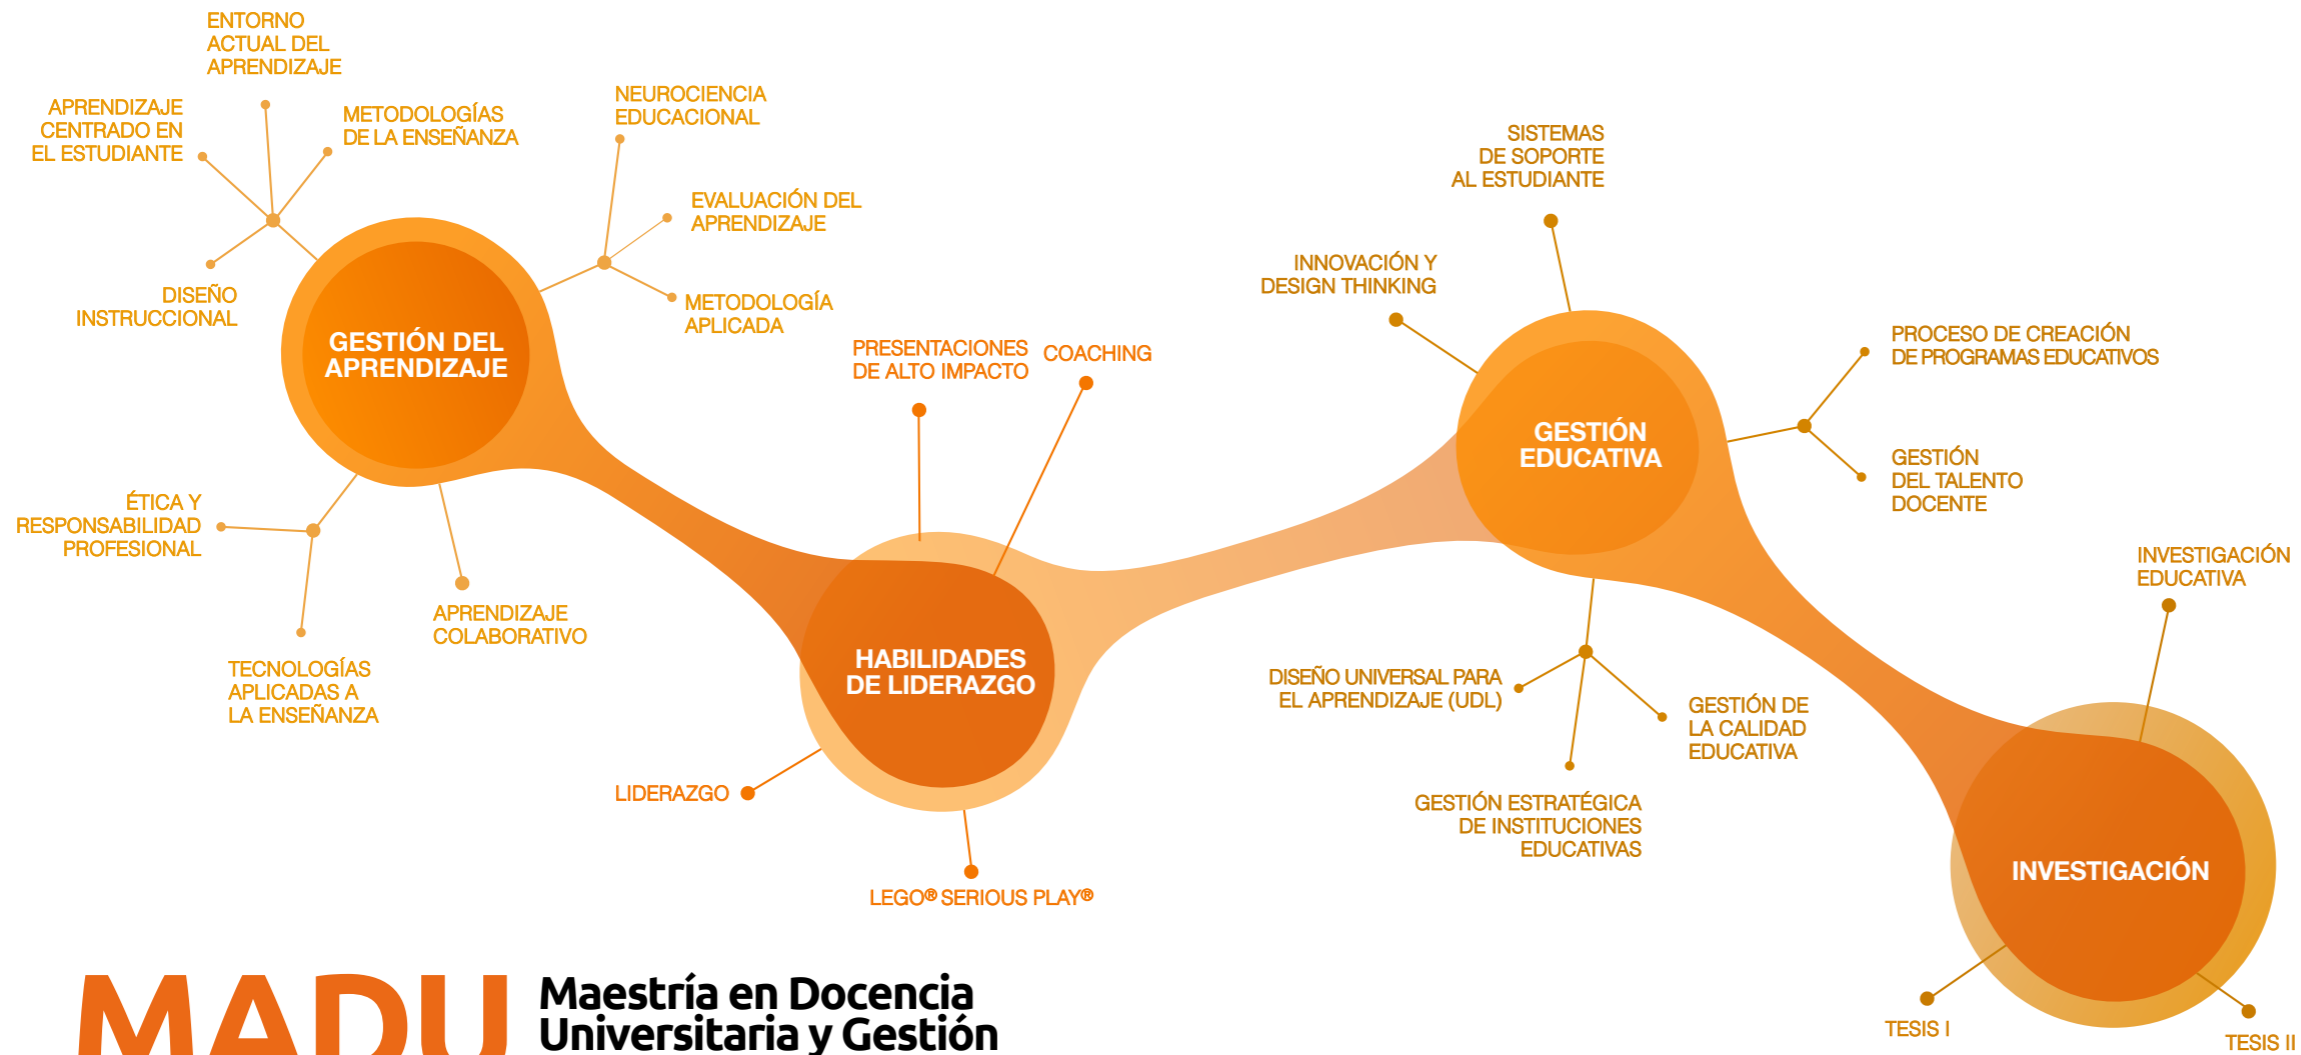 ENTORNO
ACTUAL DEL
APRENDIZAJE
APRENDIZAJE
CENTRADO EN
EL ESTUDIANTE
METODOLOGÍAS
DE LA ENSEÑANZA
DISEÑO
INSTRUCCIONAL
NEUROCIENCIA
EDUCACIONAL
EVALUACIÓN DEL
APRENDIZAJE
METODOLOGÍA
APLICADA
GESTIÓN DEL
APRENDIZAJE
ÉTICA Y
RESPONSABILIDAD
PROFESIONAL
TECNOLOGÍAS
APLICADAS A
LA ENSEÑANZA
APRENDIZAJE
COLABORATIVO
PRESENTACIONES
DE ALTO IMPACTO
COACHING
HABILIDADES
DE LIDERAZGO
LIDERAZGO
LEGO® SERIOUS PLAY®
SISTEMAS
DE SOPORTE
AL ESTUDIANTE
INNOVACIÓN Y
DESIGN THINKING
GESTIÓN
EDUCATIVA
PROCESO DE CREACIÓN
DE PROGRAMAS EDUCATIVOS
GESTIÓN
DEL TALENTO
DOCENTE
DISEÑO UNIVERSAL PARA
EL APRENDIZAJE (UDL)
GESTIÓN DE
LA CALIDAD
EDUCATIVA
GESTIÓN ESTRATÉGICA
DE INSTITUCIONES
EDUCATIVAS
INVESTIGACIÓN
EDUCATIVA
INVESTIGACIÓN
TESIS I
TESIS II
MADU
Maestría en Docencia
Universitaria y Gestión